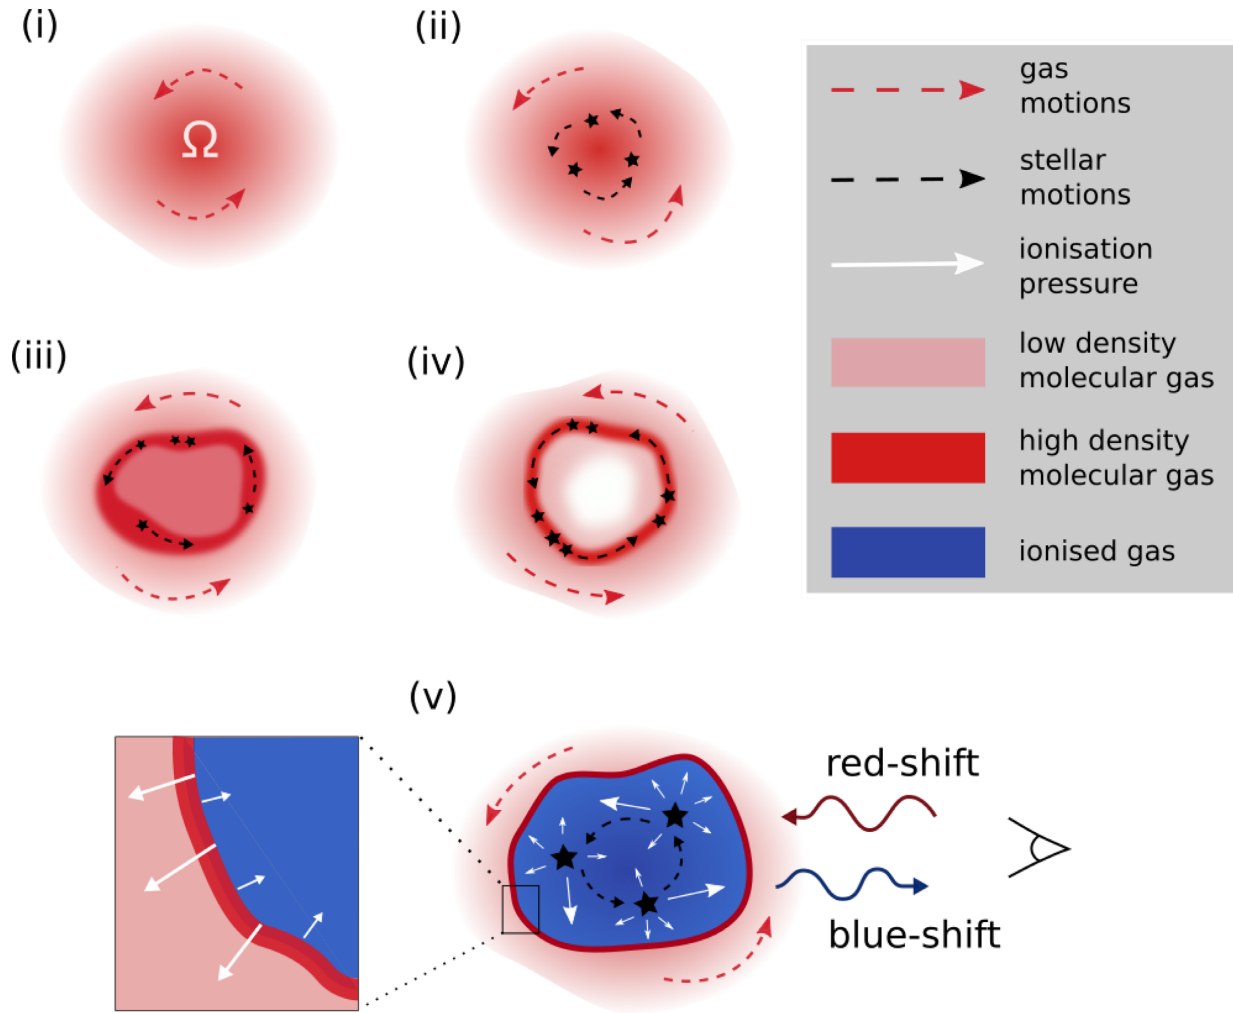 (i)
(ii)
Ω
gas
motions
stellar
motions
ionisation
pressure
low density
molecular gas
high density
molecular gas
ionised gas
(iii)
(iv)
(v)
red-shift
blue-shift